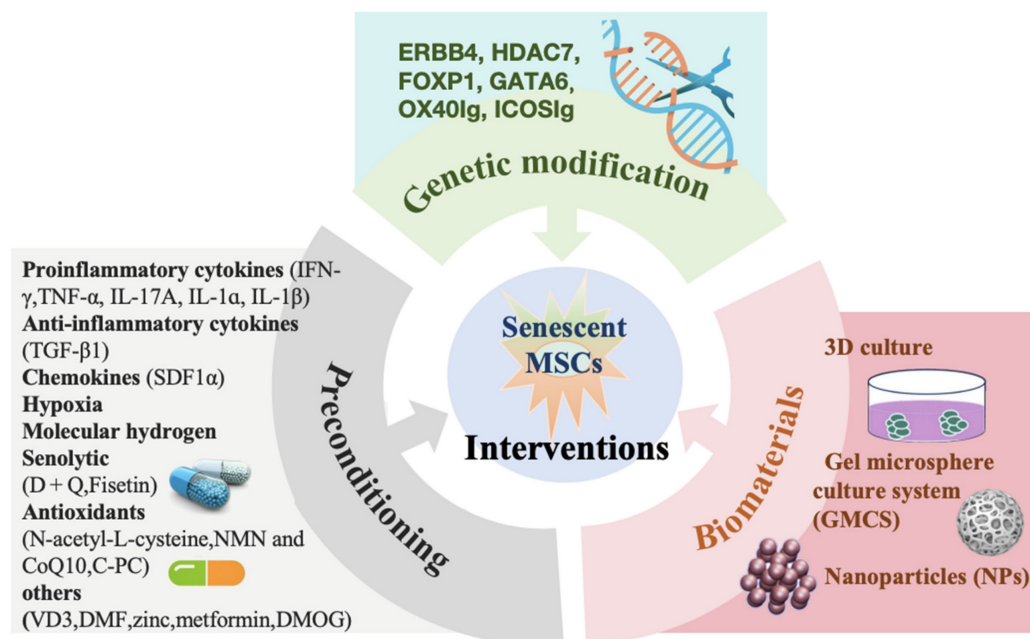 ERBB4, HDAC7,
FOXP1, GATA6,
OX40Ig, ICOSIg
Genetic modification
Proinflammatory cytokines (IFN-
γ,TNF-α, IL-17A, IL-1α, IL-1β)
Anti-inflammatory cytokines
(TGF-β1)
Chemokines (SDF1α)
Hypoxia
Molecular hydrogen
Senolytic
(D + Q,Fisetin)
Antioxidants
(N-acetyl-L-cysteine,NMN and
CoQ10,C-PC)
others
(VD3,DMF,zinc,metformin,DMOG)
Preconditioning
Senescent
MSCs
Interventions
Biomaterials
3D culture
Gel microsphere
culture system
(GMCS)
Nanoparticles (NPs)